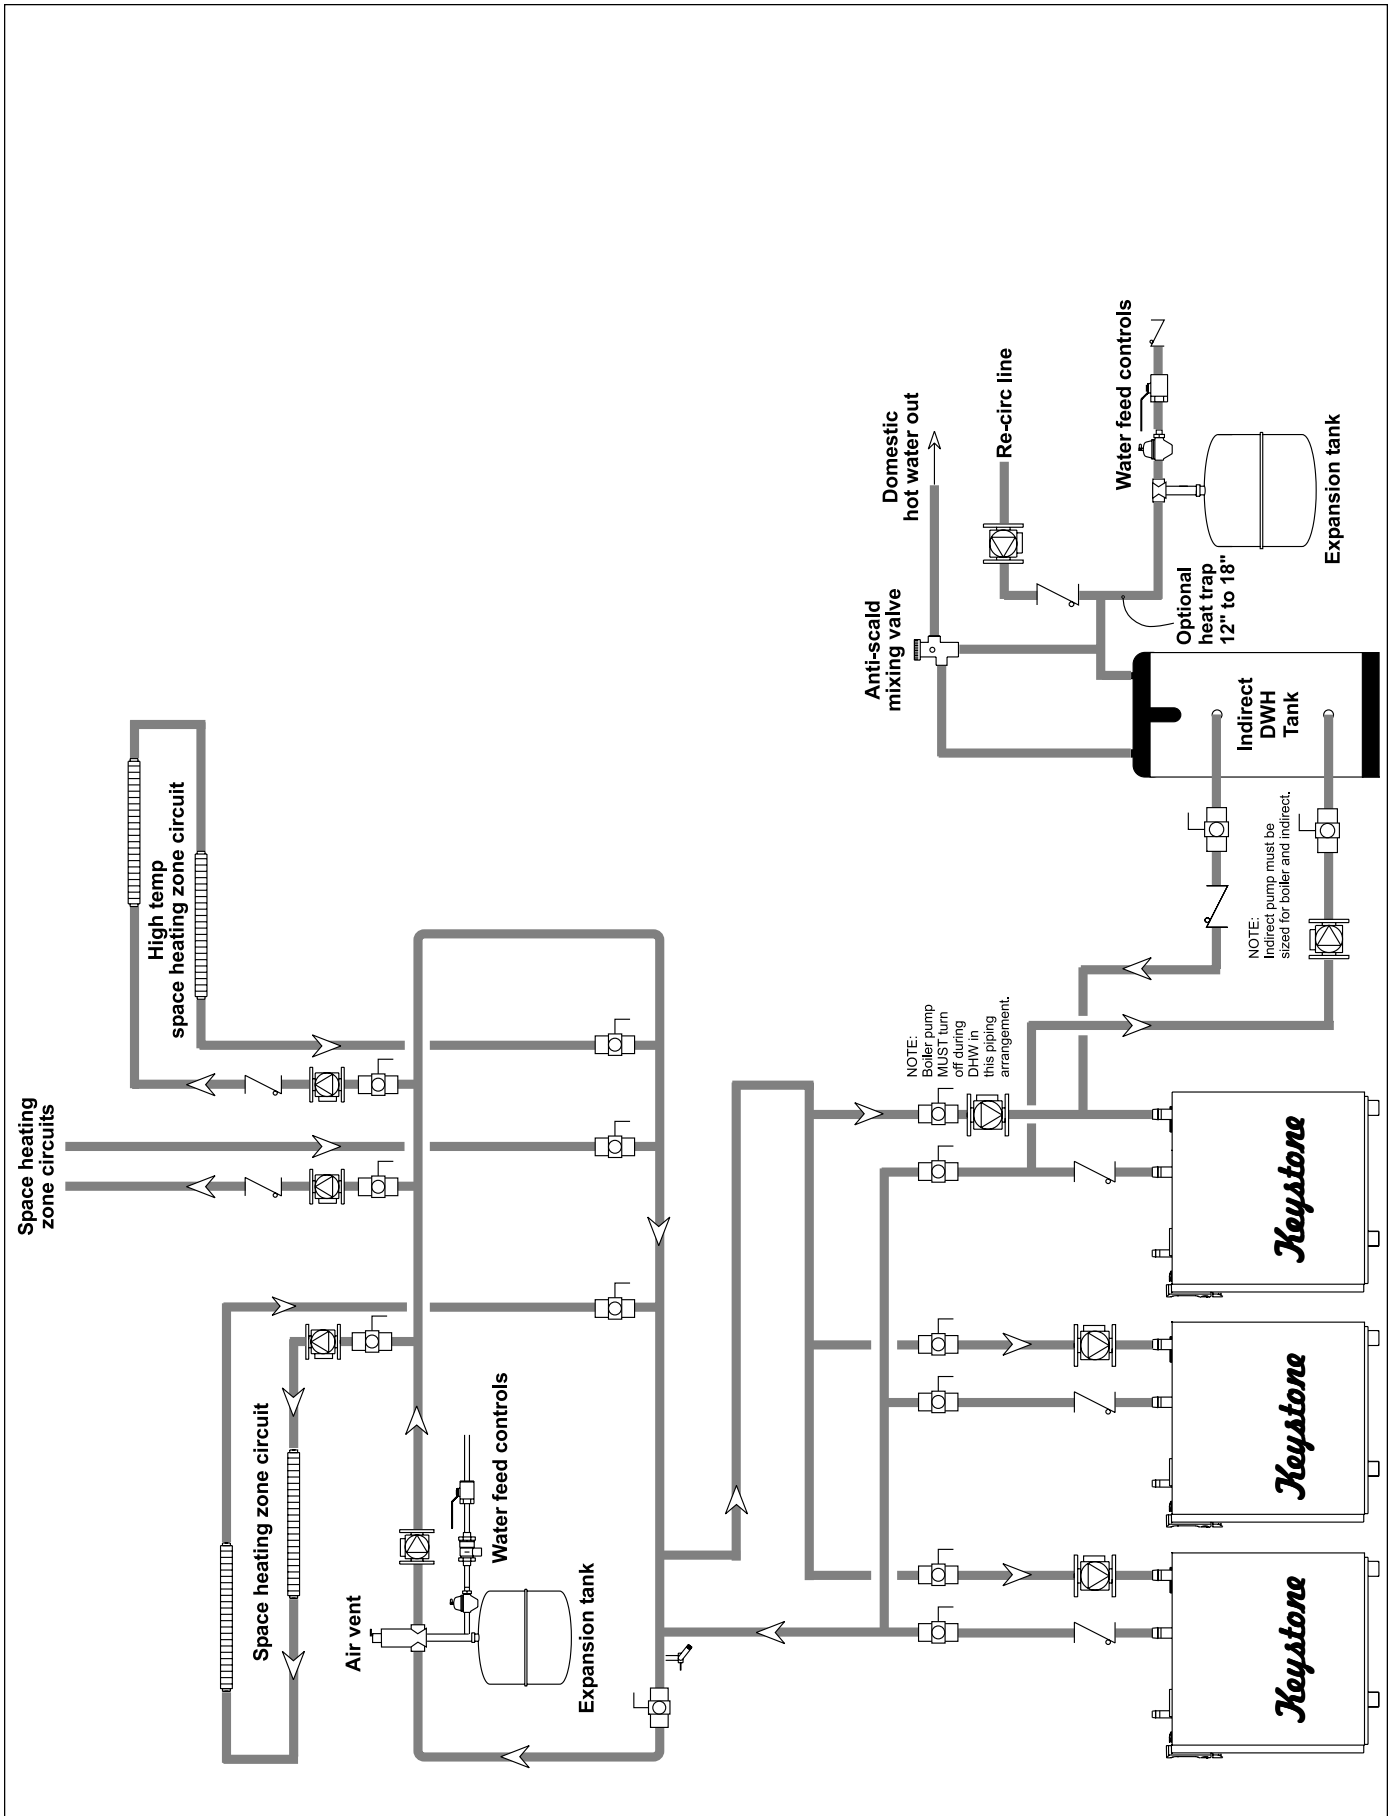 Space heating
zone circuits
High temp
space heating zone circuit
Space heating zone circuit
Air vent
Water feed controls
Expansion tank
Domestic
hot water out
Re-circ line
Water feed controls
Expansion tank
Anti-scald
mixing valve
Optional
heat trap
12" to 18"
Indirect
DWH
Tank
NOTE:
Indirect pump must be
sized for boiler and indirect.
NOTE:
Boiler pump
MUST turn
off during
DHW in
this piping
arrangement.
Keystone
Keystone
Keystone